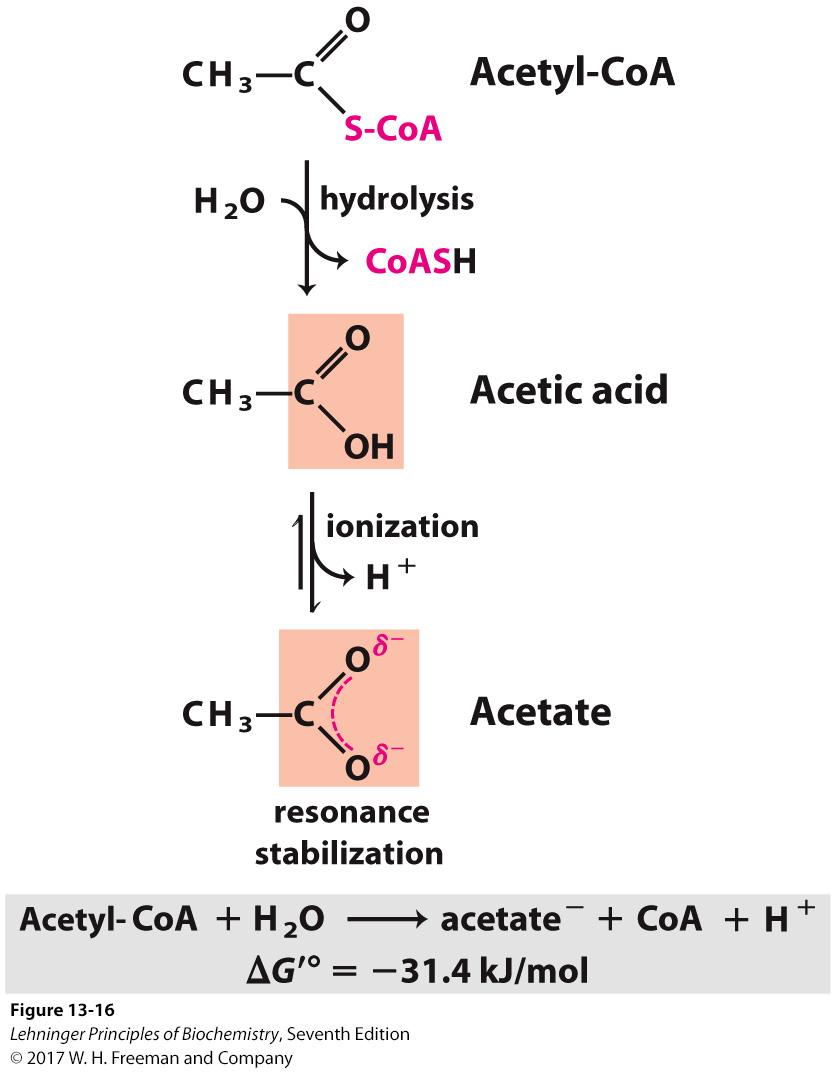 O
CH₃—C Acetyl-CoA
S-CoA
H₂O hydrolysis
CoASH
O
CH₃—C Acetic acid
OH
ionization
H⁺
O δ⁻
CH₃—C Acetate
O δ⁻
resonance
stabilization
Acetyl-CoA + H₂O ⟶ acetate⁻ + CoA + H⁺
ΔG′° = −31.4 kJ/mol
Figure 13-16
Lehninger Principles of Biochemistry, Seventh Edition
© 2017 W. H. Freeman and Company